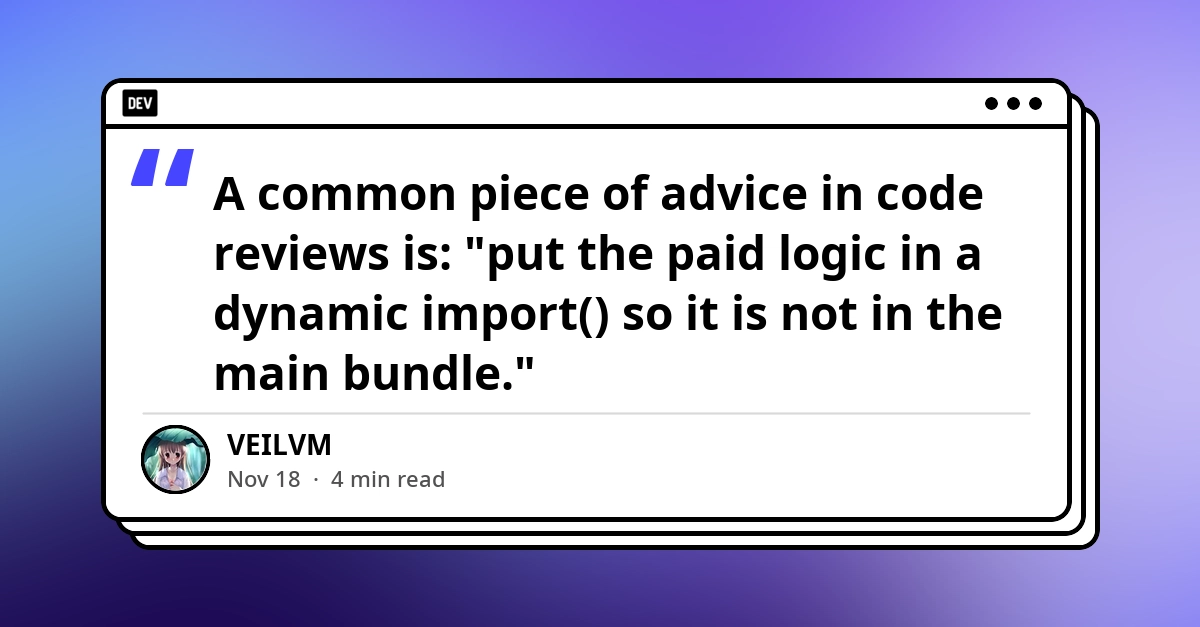 DEV
“
A common piece of advice in code
reviews is: "put the paid logic in a
dynamic import() so it is not in the
main bundle."
VEILVM
Nov 18 · 4 min read